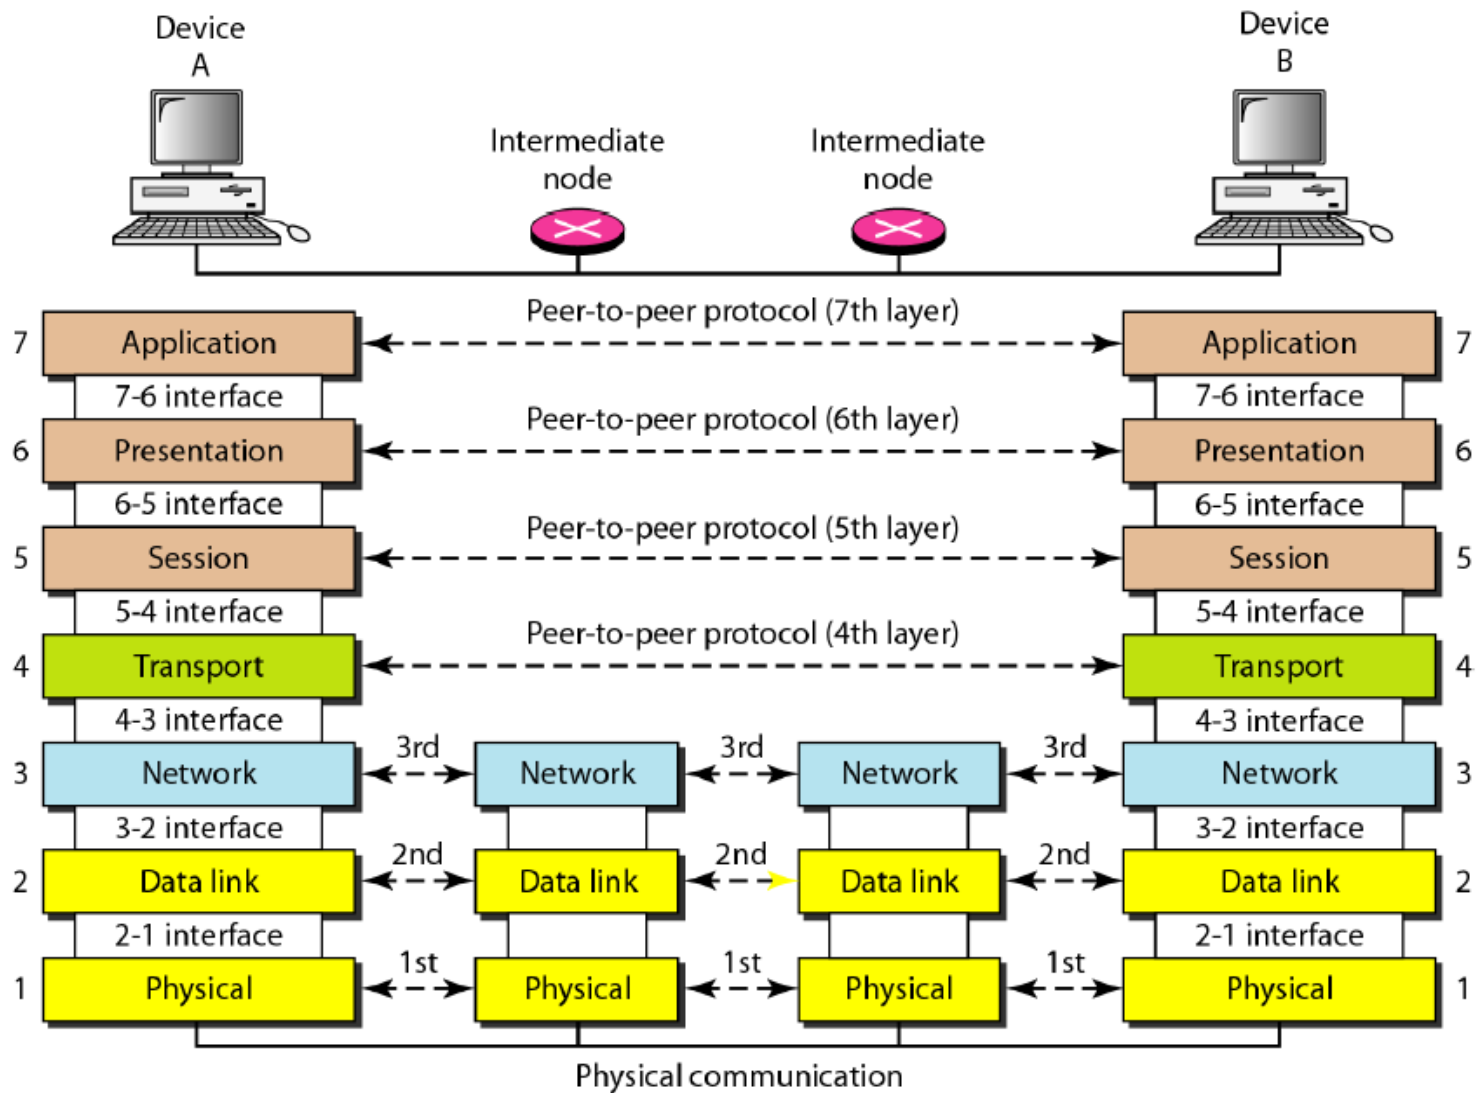 Device
A
Device
B
Intermediate
node
Intermediate
node
Peer-to-peer protocol (7th layer)
7 Application Application 7
7-6 interface 7-6 interface
Peer-to-peer protocol (6th layer)
6 Presentation Presentation 6
6-5 interface 6-5 interface
Peer-to-peer protocol (5th layer)
5 Session Session 5
5-4 interface 5-4 interface
Peer-to-peer protocol (4th layer)
4 Transport Transport 4
4-3 interface 4-3 interface
3rd 3rd 3rd
3 Network Network Network Network 3
3-2 interface 3-2 interface
2nd 2nd 2nd
2 Data link Data link Data link Data link 2
2-1 interface 2-1 interface
1st 1st 1st
1 Physical Physical Physical Physical 1
Physical communication